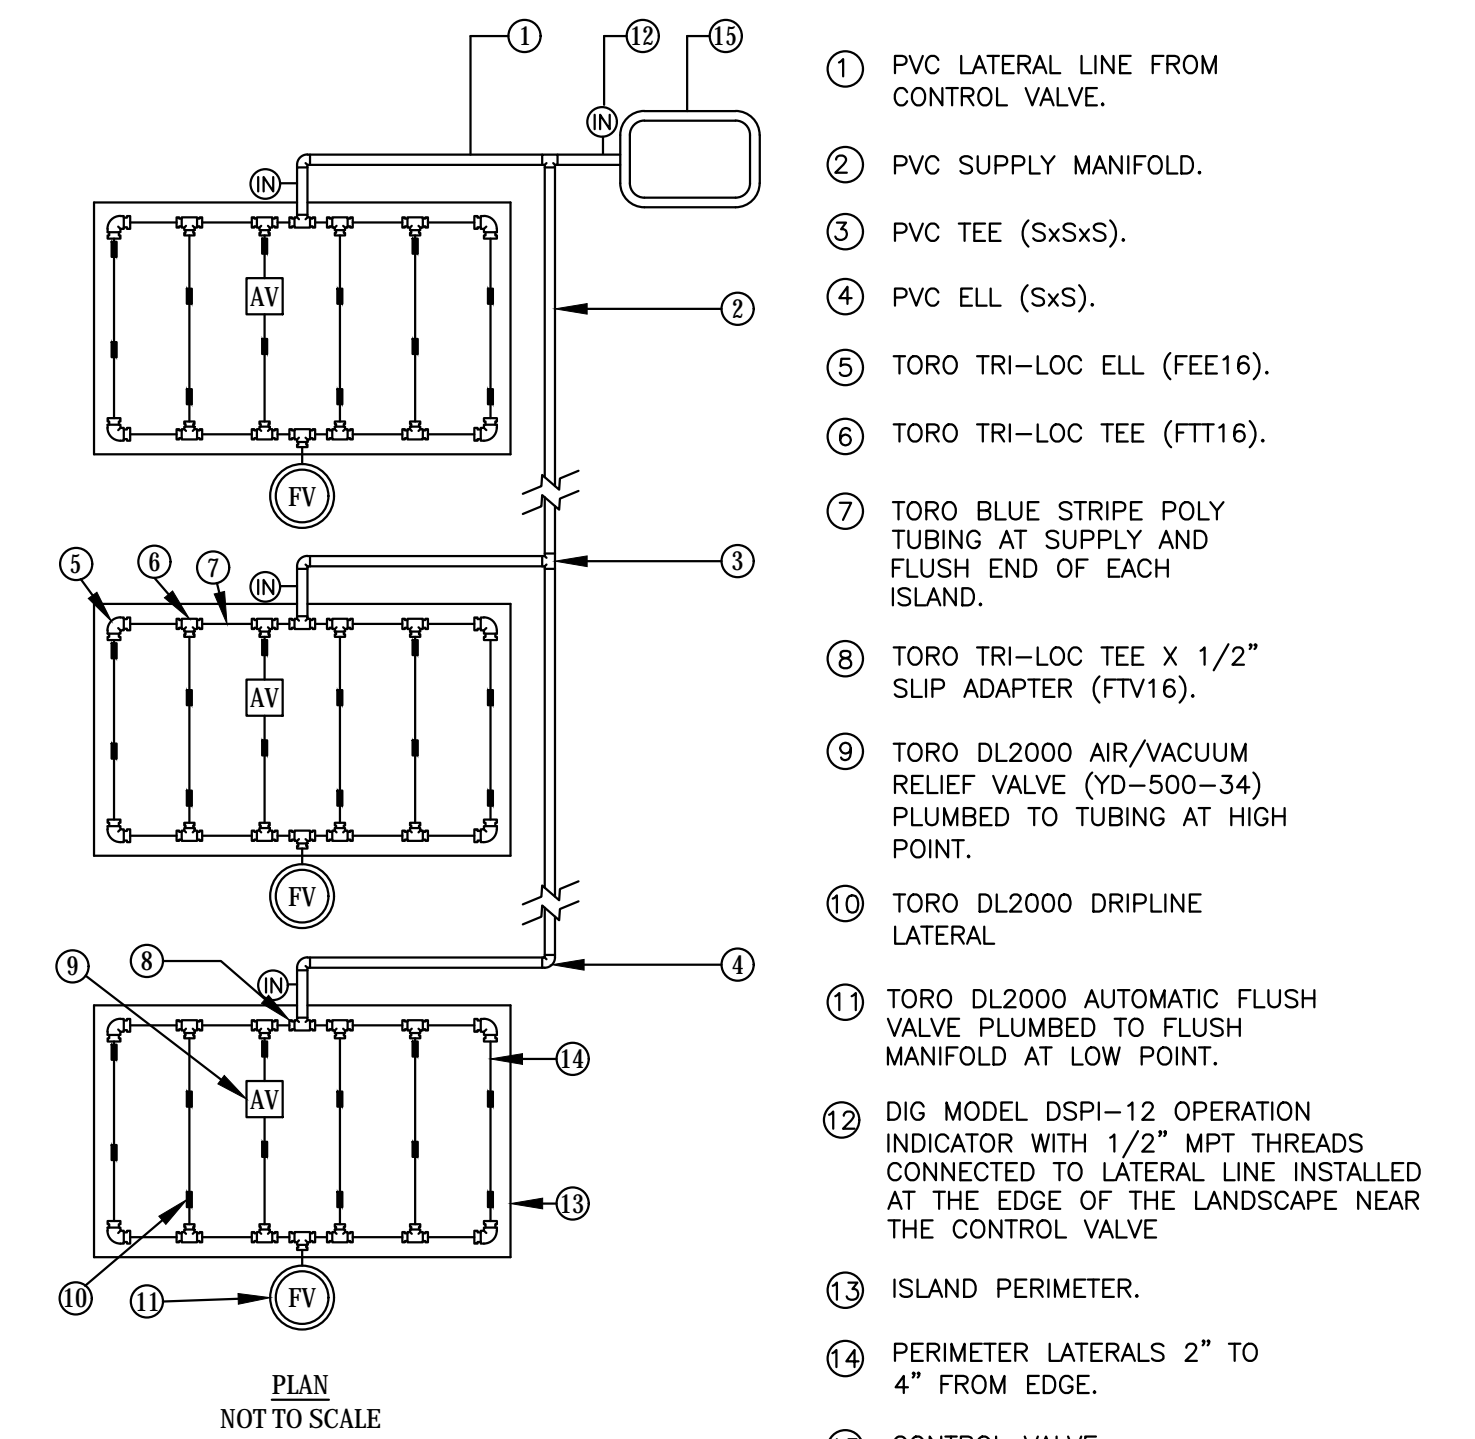 1
12
15
IN
IN
AV
2
FV
5
6
7
IN
3
AV
FV
9
8
IN
4
14
AV
13
10
11
FV
PLAN
NOT TO SCALE
1 PVC LATERAL LINE FROM
CONTROL VALVE.
2 PVC SUPPLY MANIFOLD.
3 PVC TEE (SxSxS).
4 PVC ELL (SxS).
5 TORO TRI-LOC ELL (FEE16).
6 TORO TRI-LOC TEE (FTT16).
7 TORO BLUE STRIPE POLY
TUBING AT SUPPLY AND
FLUSH END OF EACH
ISLAND.
8 TORO TRI-LOC TEE X 1/2"
SLIP ADAPTER (FTV16).
9 TORO DL2000 AIR/VACUUM
RELIEF VALVE (YD-500-34)
PLUMBED TO TUBING AT HIGH
POINT.
10 TORO DL2000 DRIPLINE
LATERAL
11 TORO DL2000 AUTOMATIC FLUSH
VALVE PLUMBED TO FLUSH
MANIFOLD AT LOW POINT.
12 DIG MODEL DSPI-12 OPERATION
INDICATOR WITH 1/2" MPT THREADS
CONNECTED TO LATERAL LINE INSTALLED
AT THE EDGE OF THE LANDSCAPE NEAR
THE CONTROL VALVE
13 ISLAND PERIMETER.
14 PERIMETER LATERALS 2" TO
4" FROM EDGE.